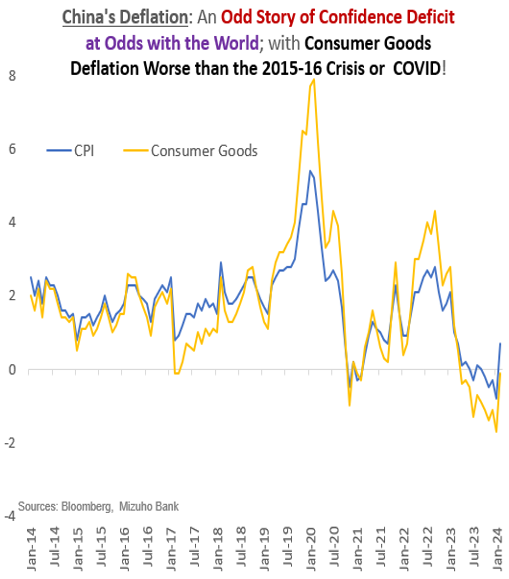 China's Deflation: An Odd Story of Confidence Deficit
at Odds with the World; with Consumer Goods
Deflation Worse than the 2015-16 Crisis or COVID!
8
CPI
Consumer Goods
6
4
2
0
-2
Sources: Bloomberg, Mizuho Bank
-4
Jan-14
Jul-14
Jan-15
Jul-15
Jan-16
Jul-16
Jan-17
Jul-17
Jan-18
Jul-18
Jan-19
Jul-19
Jan-20
Jul-20
Jan-21
Jul-21
Jan-22
Jul-22
Jan-23
Jul-23
Jan-24